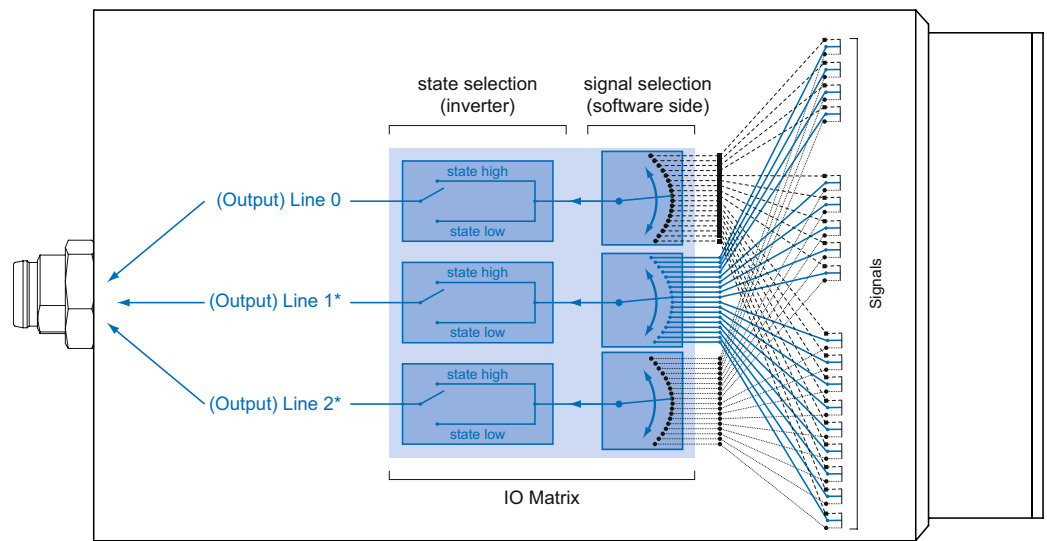 state selection
(inverter)
signal selection
(software side)
state high
state low
(Output) Line 0
state high
state low
(Output) Line 1*
state high
state low
(Output) Line 2*
IO Matrix
Signals